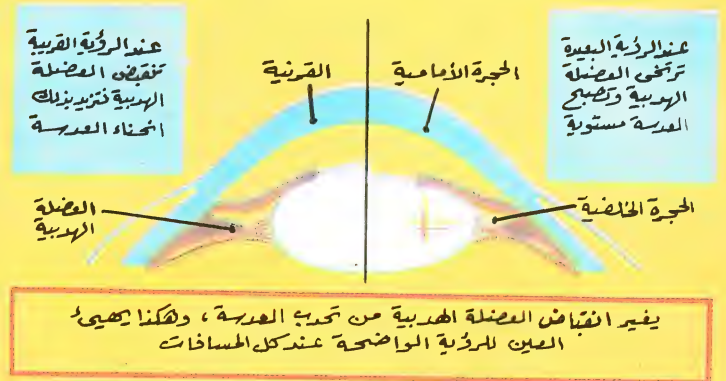 عند الرؤية البعيدة
ترتخي العضيلة
الهدبية وتصبح
العدسة مستوية
الحجرة الأمامية
القرنية
عند الرؤية القريبة
تنقبض العضيلة
الهدبية فتزيد بذلك
انحناء العدسة
الحجرة الخلفية
العضلة
الهدبية
يغير انقباض العضلة الهدبية من تحدب العدسة، وهكذا يهيئ
العين للرؤية الواضحة عند كل المسافات